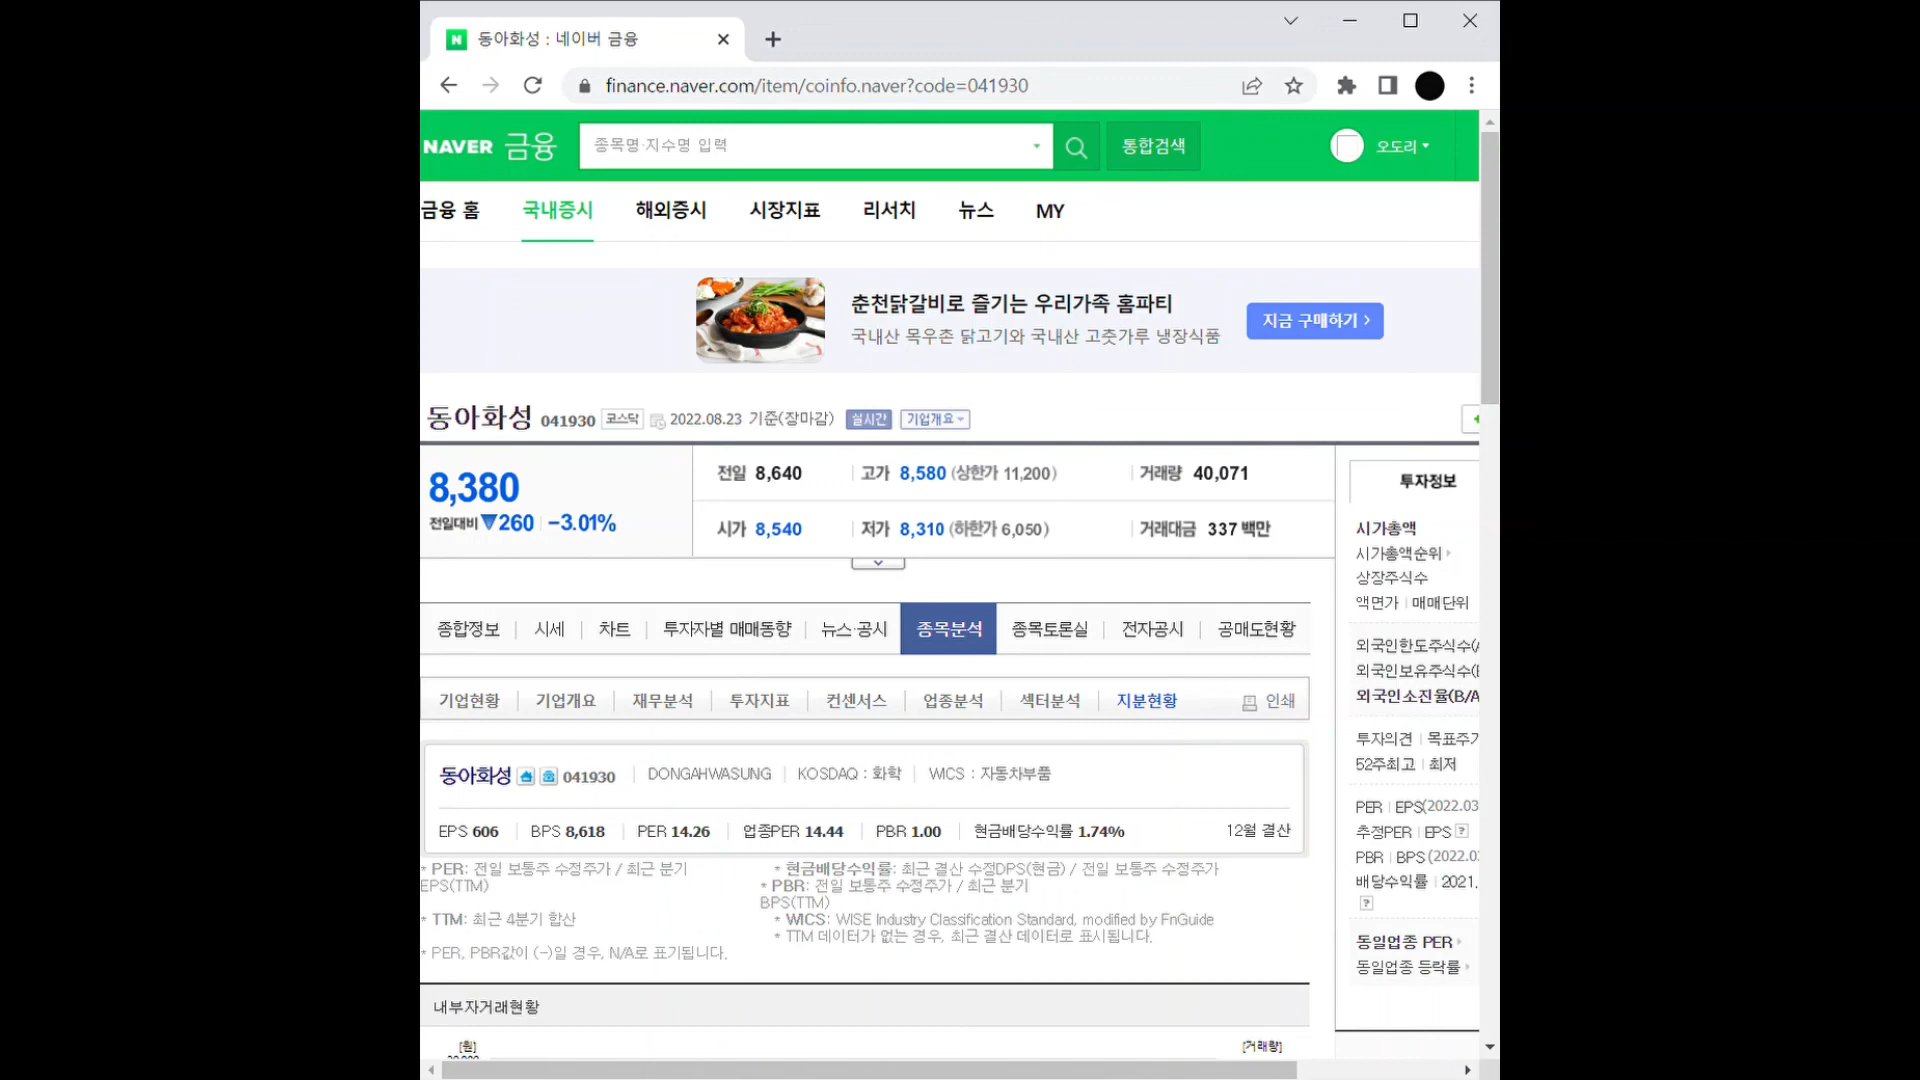 동아화성 : 네이버 금융
finance.naver.com/item/coinfo.naver?code=041930
NAVER 금융
종목명·지수명 입력
통합검색
오도리
금융 홈 국내증시 해외증시 시장지표 리서치 뉴스 MY
춘천닭갈비로 즐기는 우리가족 홈파티
국내산 목우촌 닭고기와 국내산 고춧가루 냉장식품
지금 구매하기 >
동아화성 041930 코스닥 2022.08.23 기준(장마감) 실시간 기업개요
8,380
전일대비 ▼260 -3.01%
전일 8,640 고가 8,580 (상한가 11,200) 거래량 40,071
시가 8,540 저가 8,310 (하한가 6,050) 거래대금 337 백만
종합정보 시세 차트 투자자별 매매동향 뉴스·공시 종목분석 종목토론실 전자공시 공매도현황
기업현황 기업개요 재무분석 투자지표 컨센서스 업종분석 섹터분석 지분현황 인쇄
동아화성 041930 DONGAHWASUNG KOSDAQ : 화학 WICS : 자동차부품
EPS 606 BPS 8,618 PER 14.26 업종PER 14.44 PBR 1.00 현금배당수익률 1.74% 12월 결산
* PER: 전일 보통주 수정주가 / 최근 분기
EPS(TTM)
* TTM: 최근 4분기 합산
* PER, PBR값이 (-)일 경우, N/A로 표기됩니다.
* 현금배당수익률: 최근 결산 수정DPS(현금) / 전일 보통주 수정주가
* PBR: 전일 보통주 수정주가 / 최근 분기
BPS(TTM)
* WICS: WISE Industry Classification Standard, modified by FnGuide
* TTM 데이터가 없는 경우, 최근 결산 데이터로 표시됩니다.
내부자거래현황
[원] [거래량]
투자정보
시가총액
시가총액순위
상장주식수
액면가 매매단위
외국인한도주식수(A
외국인보유주식수(B
외국인소진율(B/A
투자의견 목표주가
52주최고 최저
PER EPS(2022.03
추정PER EPS ?
PBR BPS (2022.03
배당수익률 2021.
?
동일업종 PER
동일업종 등락률